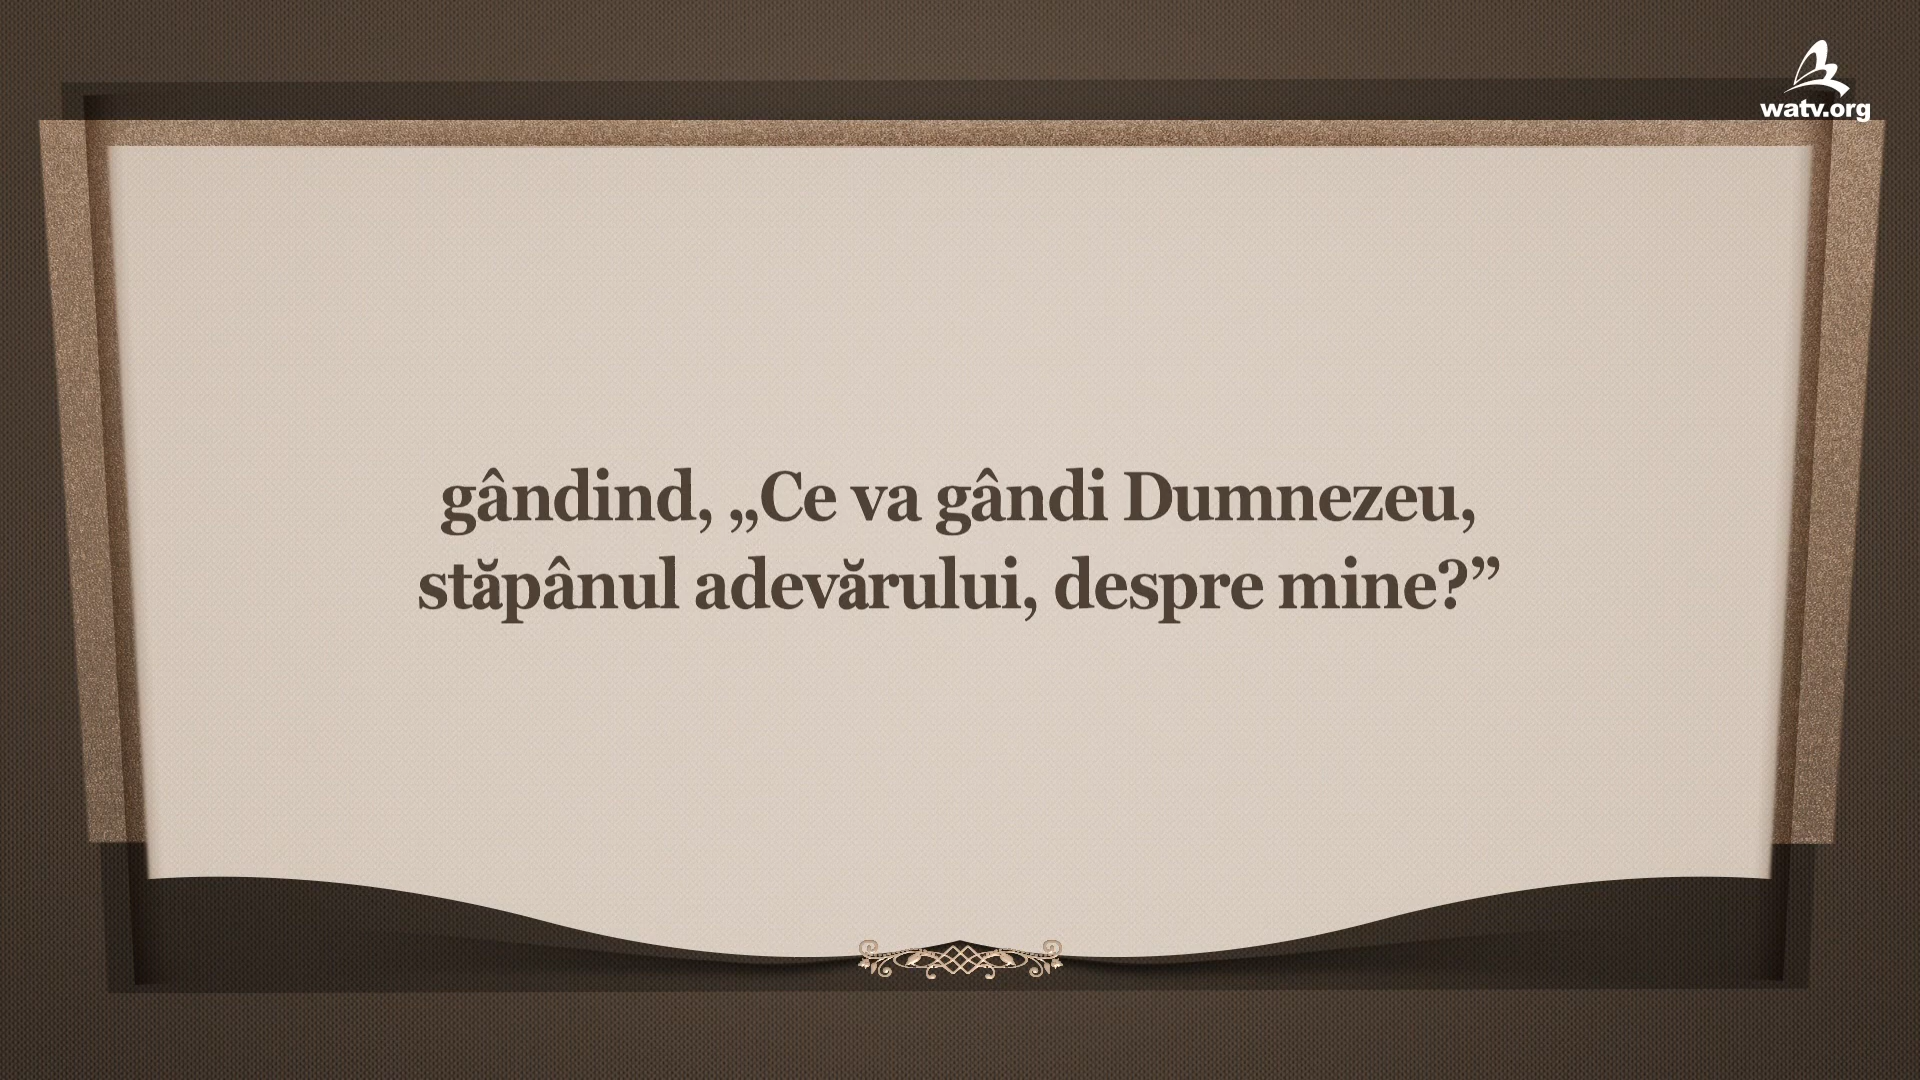 watv.org
gândind, „Ce va gândi Dumnezeu,
stăpânul adevărului, despre mine?”